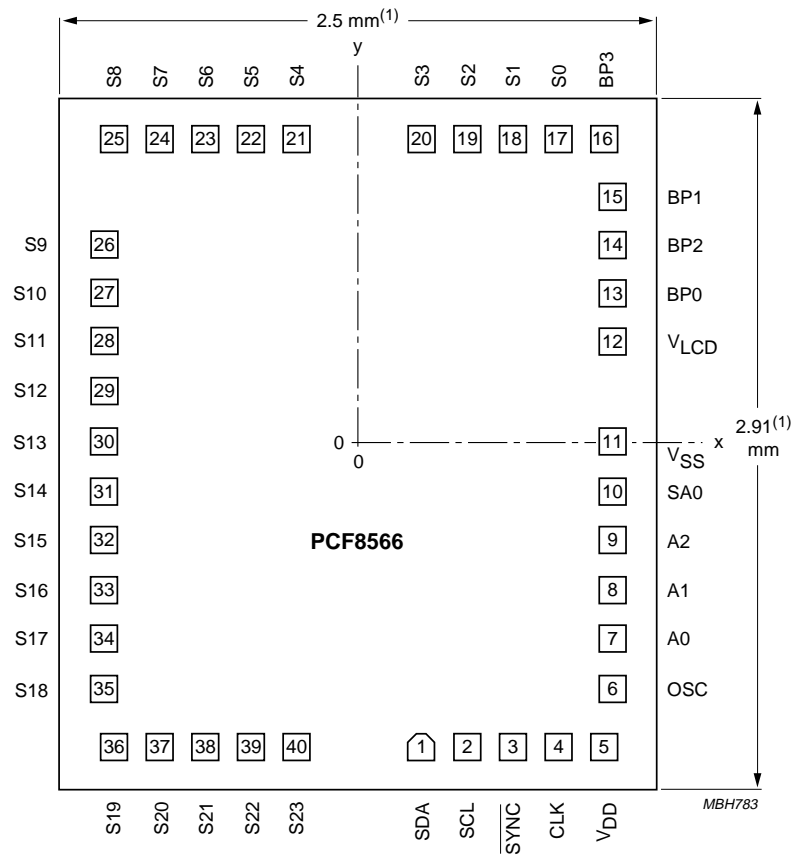 2.5 mm(1)
y
S8 S7 S6 S5 S4 S3 S2 S1 S0 BP3
25 24 23 22 21 20 19 18 17 16
15 BP1
S9 26 14 BP2
S10 27 13 BP0
S11 28 12 VLCD
S12 29
S13 30 0 11 x 2.91(1)
0 VSS mm
S14 31 10 SA0
S15 32 PCF8566 9 A2
S16 33 8 A1
S17 34 7 A0
S18 35 6 OSC
36 37 38 39 40 1 2 3 4 5
S19 S20 S21 S22 S23 SDA SCL SYNC CLK VDD
MBH783